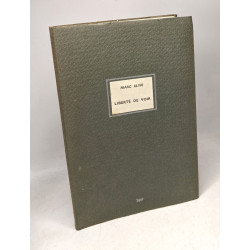 MARC ALYN
LIBERTÉ DE VOIR